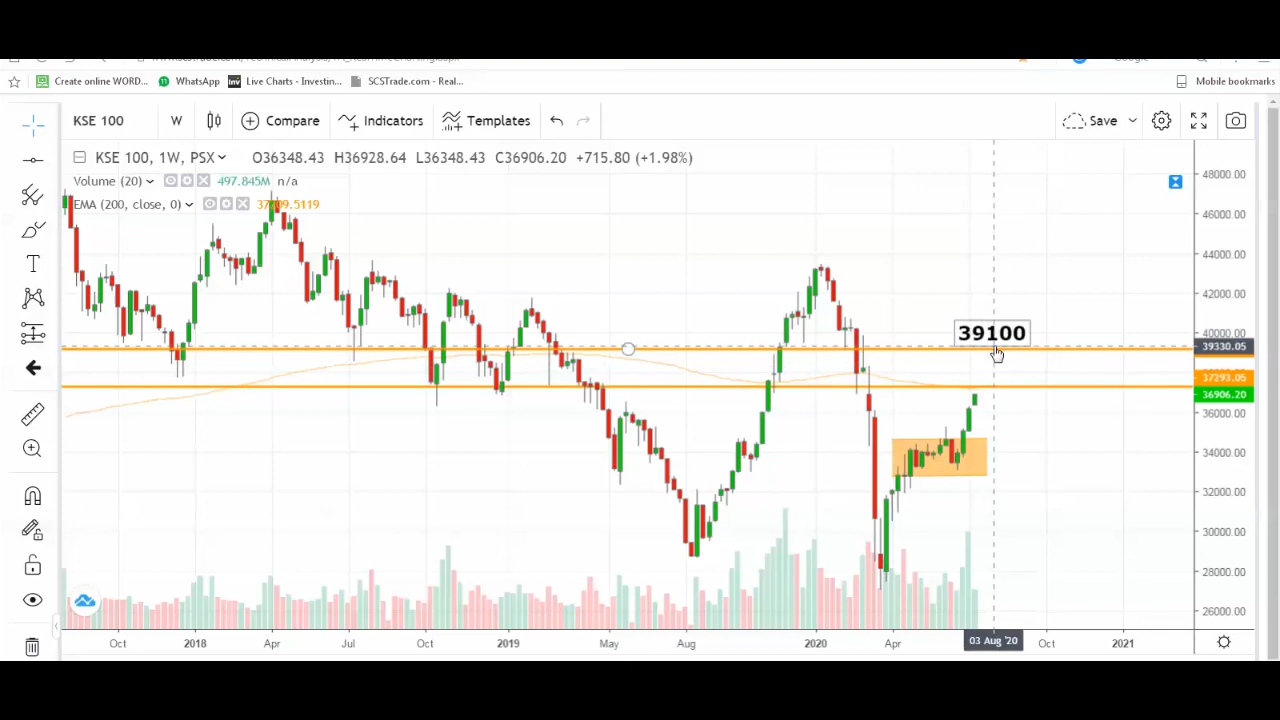 Create online WORD... WhatsApp Live Charts - Investin... SCSTrade.com - Real... Mobile bookmarks
KSE 100 W Compare Indicators Templates Save
KSE 100, 1W, PSX O36348.43 H36928.64 L36348.43 C36906.20 +715.80 (+1.98%)
Volume (20) 497.845M n/a
EMA (200, close, 0)
48000.00
46000.00
44000.00
42000.00
40000.00
39100
39330.05
37293.05
36906.20
36000.00
34000.00
32000.00
30000.00
28000.00
26000.00
Oct 2018 Apr Jul Oct 2019 May Aug 2020 Apr 03 Aug '20 Oct 2021